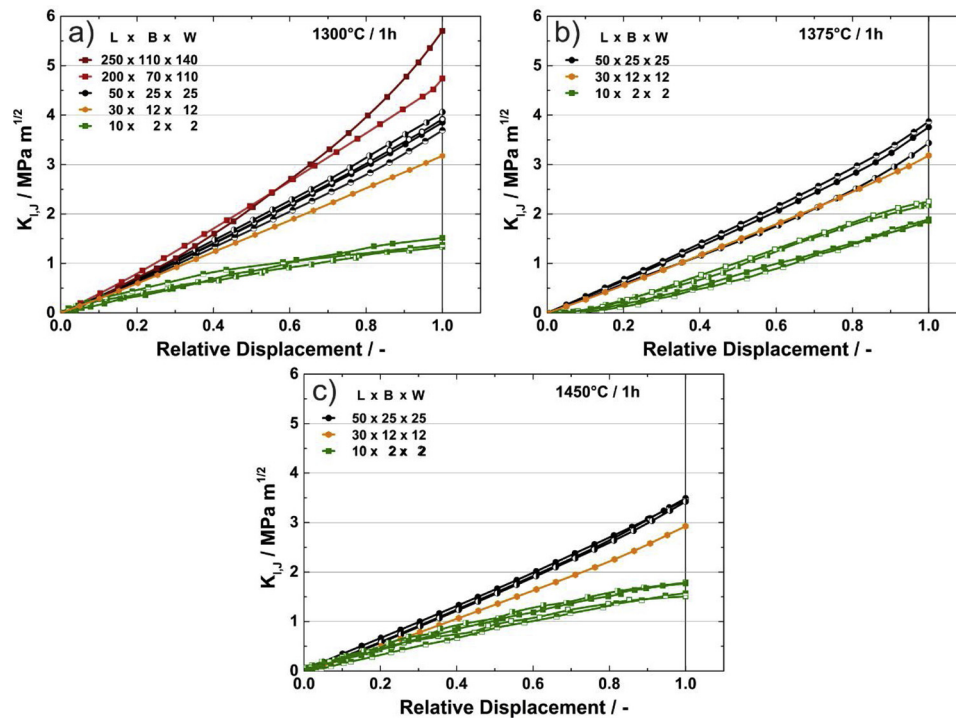 a)
1300°C / 1h
L x B x W
250 x 110 x 140
200 x 70 x 110
50 x 25 x 25
30 x 12 x 12
10 x 2 x 2
6
5
4
3
2
1
0
K I,J / MPa m 1/2
0.0 0.2 0.4 0.6 0.8 1.0
Relative Displacement / -
b)
1375°C / 1h
L x B x W
50 x 25 x 25
30 x 12 x 12
10 x 2 x 2
6
5
4
3
2
1
0
K I,J / MPa m 1/2
0.0 0.2 0.4 0.6 0.8 1.0
Relative Displacement / -
c)
1450°C / 1h
L x B x W
50 x 25 x 25
30 x 12 x 12
10 x 2 x 2
6
5
4
3
2
1
0
K I,J / MPa m 1/2
0.0 0.2 0.4 0.6 0.8 1.0
Relative Displacement / -